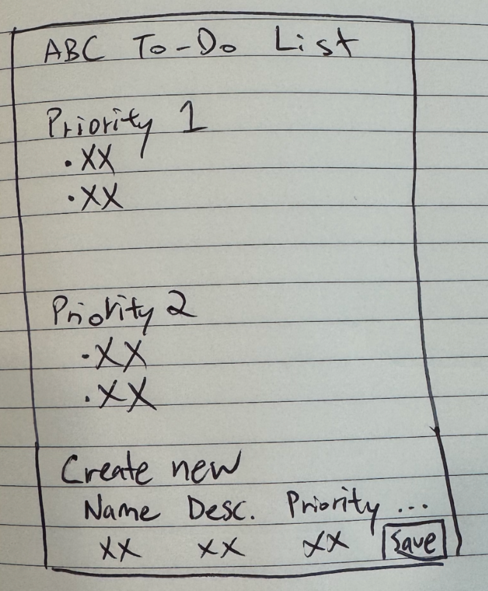 ABC To-Do List
Priority 1
• XX
• XX
Priority 2
• XX
• XX
Create new
Name Desc. Priority ...
XX XX XX Save